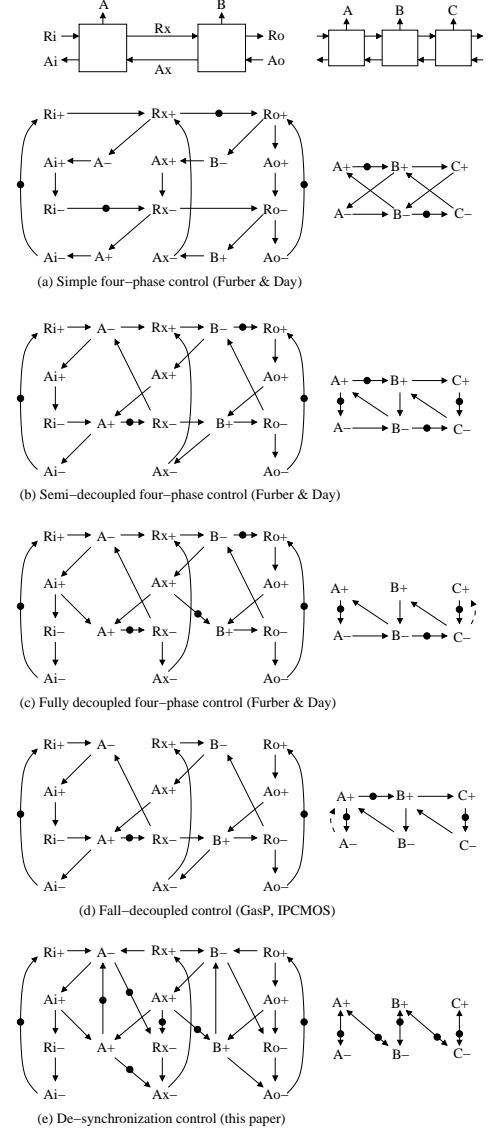 A B A B C
Ri Rx Ro
Ai Ax Ao
Ri+ Rx+ Ro+
Ai+ A− Ax+ B− Ao+ A+ B+ C+
Ri− Rx− Ro− A− B− C−
Ai− A+ Ax− B+ Ao−
(a) Simple four−phase control (Furber & Day)
Ri+ A− Rx+ B− Ro+
Ai+ Ax+ Ao+ A+ B+ C+
Ri− A+ Rx− B+ Ro− A− B− C−
Ai− Ax− Ao−
(b) Semi−decoupled four−phase control (Furber & Day)
Ri+ A− Rx+ B− Ro+
Ai+ Ax+ Ao+ A+ B+ C+
Ri− A+ Rx− B+ Ro− A− B− C−
Ai− Ax− Ao−
(c) Fully decoupled four−phase control (Furber & Day)
Ri+ A− Rx+ B− Ro+
Ai+ Ax+ Ao+ A+ B+ C+
Ri− A+ Rx− B+ Ro− A− B− C−
Ai− Ax− Ao−
(d) Fall−decoupled control (GasP, IPCMOS)
Ri+ A− Rx+ B− Ro+
Ai+ Ax+ Ao+ A+ B+ C+
Ri− A+ Rx− B+ Ro− A− B− C−
Ai− Ax− Ao−
(e) De−synchronization control (this paper)